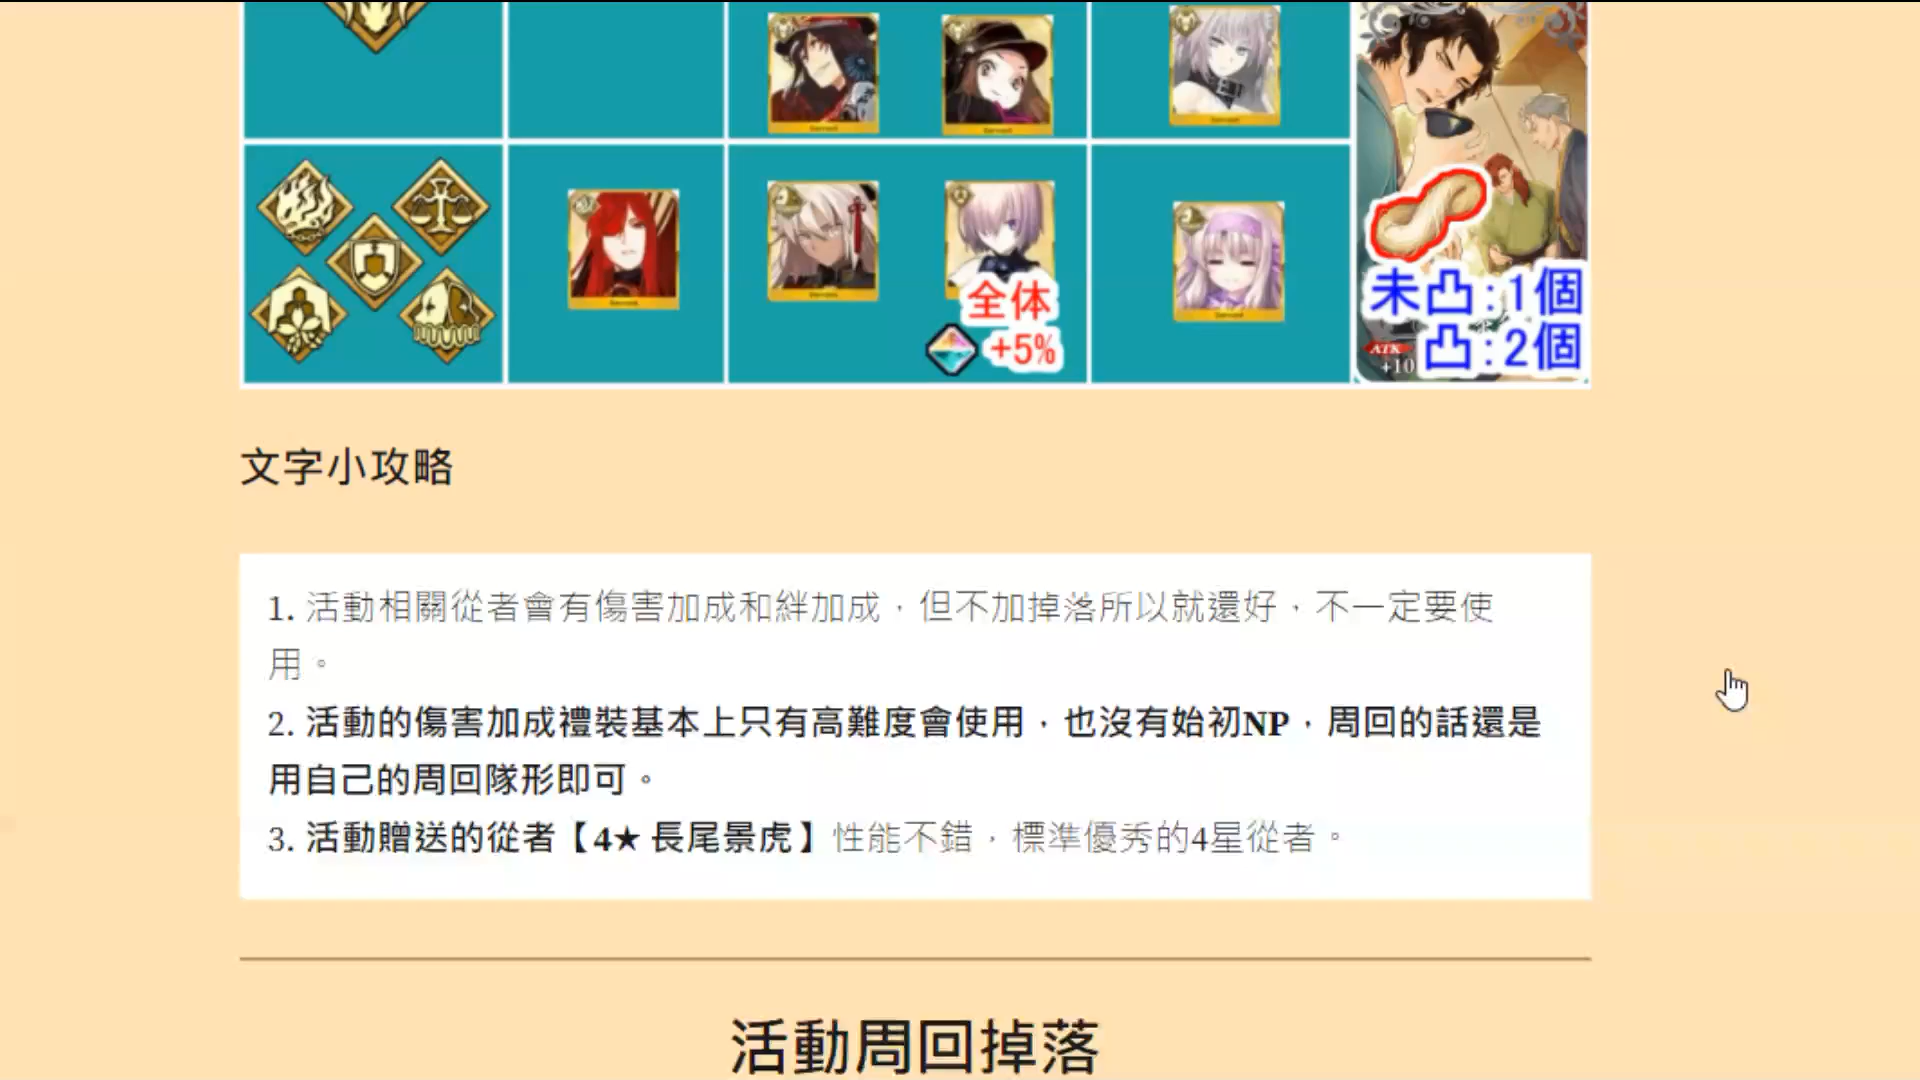 全体
+5%
未凸:1個
凸:2個
ATK
+10
文字小攻略
1. 活動相關從者會有傷害加成和絆加成，但不加掉落所以就還好，不一定要使
用。
2. 活動的傷害加成禮裝基本上只有高難度會使用，也沒有始初NP，周回的話還是
用自己的周回隊形即可。
3. 活動贈送的從者【4★ 長尾景虎】性能不錯，標準優秀的4星從者。
活動周回掉落